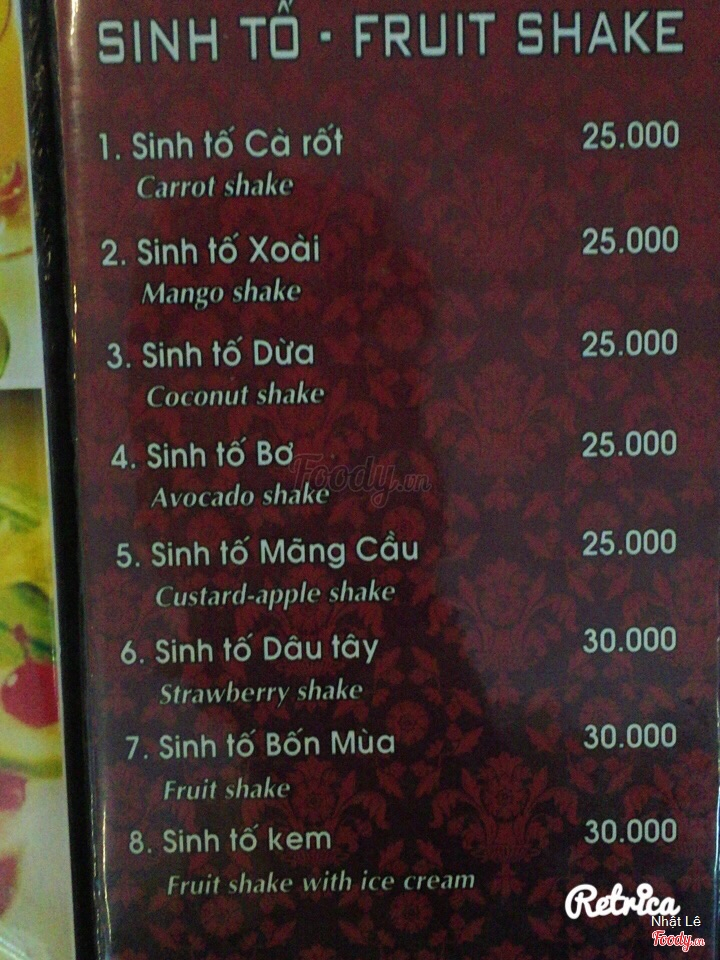 SINH TỐ - FRUIT SHAKE
1. Sinh tố Cà rốt 25.000
Carrot shake
2. Sinh tố Xoài 25.000
Mango shake
3. Sinh tố Dừa 25.000
Coconut shake
4. Sinh tố Bơ 25.000
Foody.vn
Avocado shake
5. Sinh tố Mãng Cầu 25.000
Custard-apple shake
6. Sinh tố Dâu tây 30.000
Strawberry shake
7. Sinh tố Bốn Mùa 30.000
Fruit shake
8. Sinh tố kem 30.000
Fruit shake with ice cream
Retrica
Nhật Lê
Foody.vn